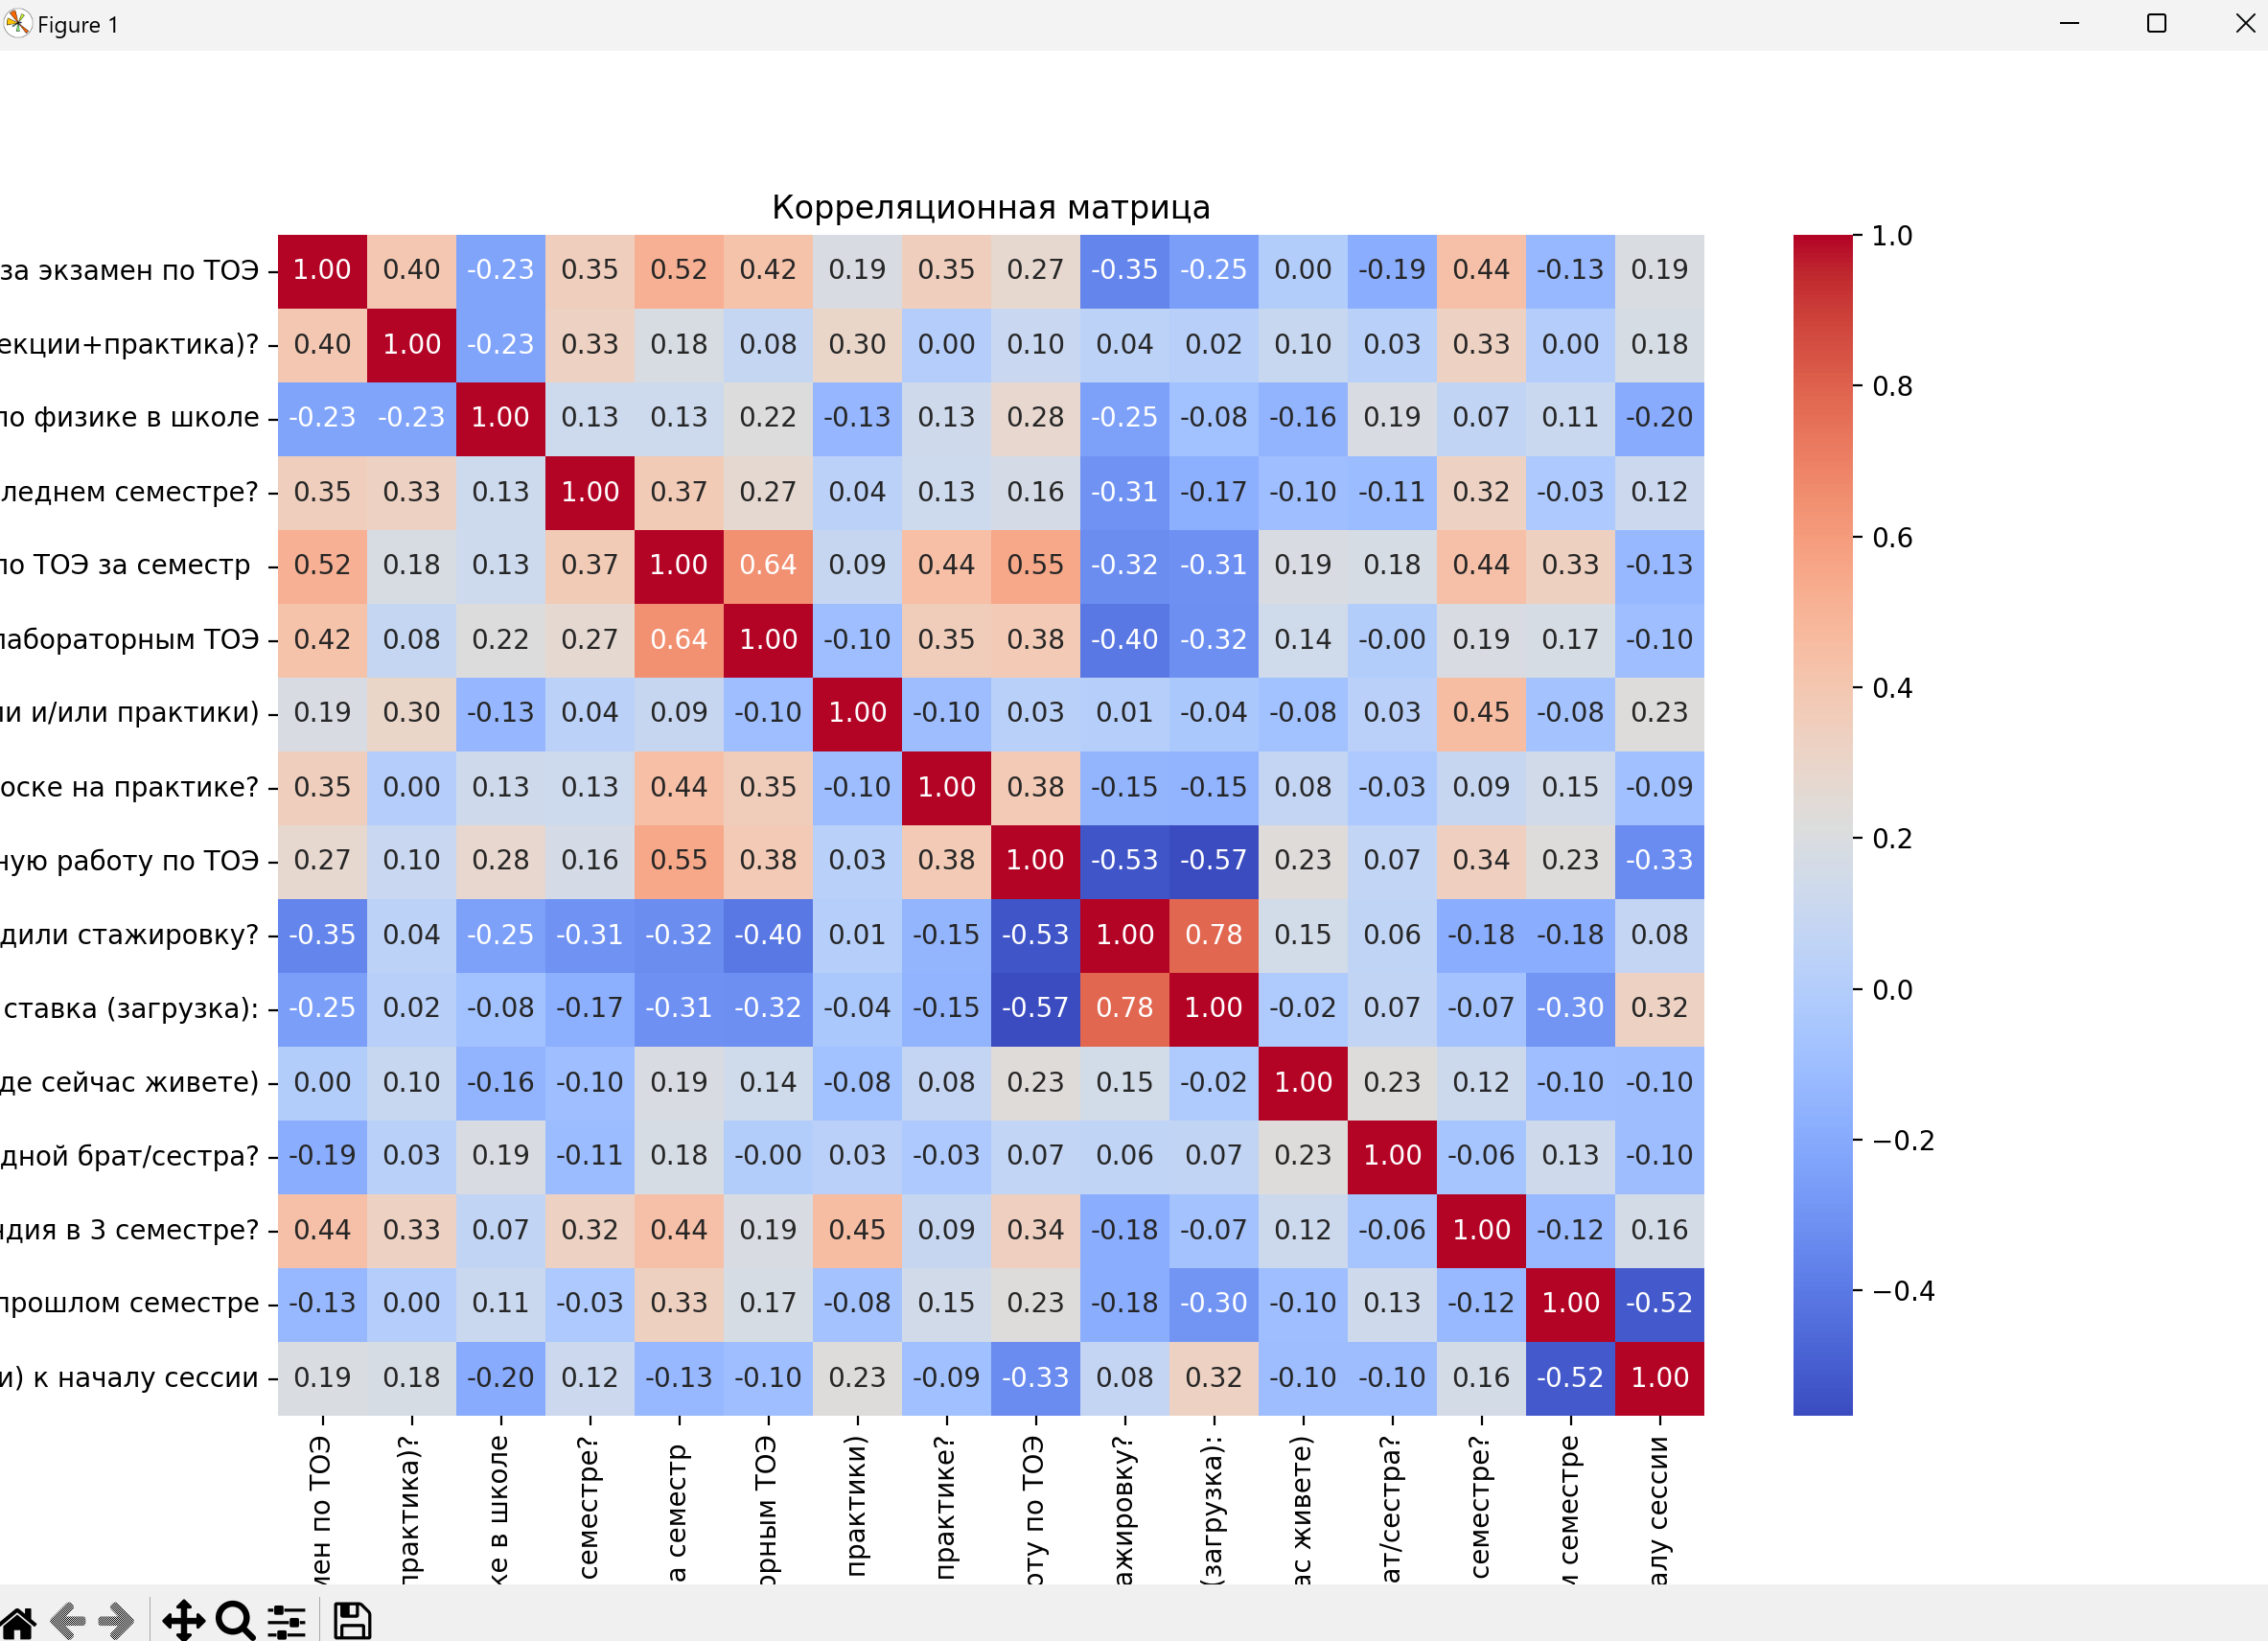 Figure 1
Корреляционная матрица
за экзамен по ТОЭ 1.00 0.40 -0.23 0.35 0.52 0.42 0.19 0.35 0.27 -0.35 -0.25 0.00 -0.19 0.44 -0.13 0.19
екции+практика)? 0.40 1.00 -0.23 0.33 0.18 0.08 0.30 0.00 0.10 0.04 0.02 0.10 0.03 0.33 0.00 0.18
по физике в школе -0.23 -0.23 1.00 0.13 0.13 0.22 -0.13 0.13 0.28 -0.25 -0.08 -0.16 0.19 0.07 0.11 -0.20
леднем семестре? 0.35 0.33 0.13 1.00 0.37 0.27 0.04 0.13 0.16 -0.31 -0.17 -0.10 -0.11 0.32 -0.03 0.12
по ТОЭ за семестр 0.52 0.18 0.13 0.37 1.00 0.64 0.09 0.44 0.55 -0.32 -0.31 0.19 0.18 0.44 0.33 -0.13
лабораторным ТОЭ 0.42 0.08 0.22 0.27 0.64 1.00 -0.10 0.35 0.38 -0.40 -0.32 0.14 -0.00 0.19 0.17 -0.10
ии и/или практики) 0.19 0.30 -0.13 0.04 0.09 -0.10 1.00 -0.10 0.03 0.01 -0.04 -0.08 0.03 0.45 -0.08 0.23
оске на практике? 0.35 0.00 0.13 0.13 0.44 0.35 -0.10 1.00 0.38 -0.15 -0.15 0.08 -0.03 0.09 0.15 -0.09
ную работу по ТОЭ 0.27 0.10 0.28 0.16 0.55 0.38 0.03 0.38 1.00 -0.53 -0.57 0.23 0.07 0.34 0.23 -0.33
дили стажировку? -0.35 0.04 -0.25 -0.31 -0.32 -0.40 0.01 -0.15 -0.53 1.00 0.78 0.15 0.06 -0.18 -0.18 0.08
ставка (загрузка): -0.25 0.02 -0.08 -0.17 -0.31 -0.32 -0.04 -0.15 -0.57 0.78 1.00 -0.02 0.07 -0.07 -0.30 0.32
де сейчас живете) 0.00 0.10 -0.16 -0.10 0.19 0.14 -0.08 0.08 0.23 0.15 -0.02 1.00 0.23 0.12 -0.10 -0.10
дной брат/сестра? -0.19 0.03 0.19 -0.11 0.18 -0.00 0.03 -0.03 0.07 0.06 0.07 0.23 1.00 -0.06 0.13 -0.10
ндия в 3 семестре? 0.44 0.33 0.07 0.32 0.44 0.19 0.45 0.09 0.34 -0.18 -0.07 0.12 -0.06 1.00 -0.12 0.16
прошлом семестре -0.13 0.00 0.11 -0.03 0.33 0.17 -0.08 0.15 0.23 -0.18 -0.30 -0.10 0.13 -0.12 1.00 -0.52
и) к началу сессии 0.19 0.18 -0.20 0.12 -0.13 -0.10 0.23 -0.09 -0.33 0.08 0.32 -0.10 -0.10 0.16 -0.52 1.00
мен по ТОЭ
практика)?
ке в школе
семестре?
а семестр
орным ТОЭ
практики)
практике?
оту по ТОЭ
ажировку?
(загрузка):
ас живете)
ат/сестра?
семестре?
м семестре
алу сессии
1.0
0.8
0.6
0.4
0.2
0.0
−0.2
−0.4